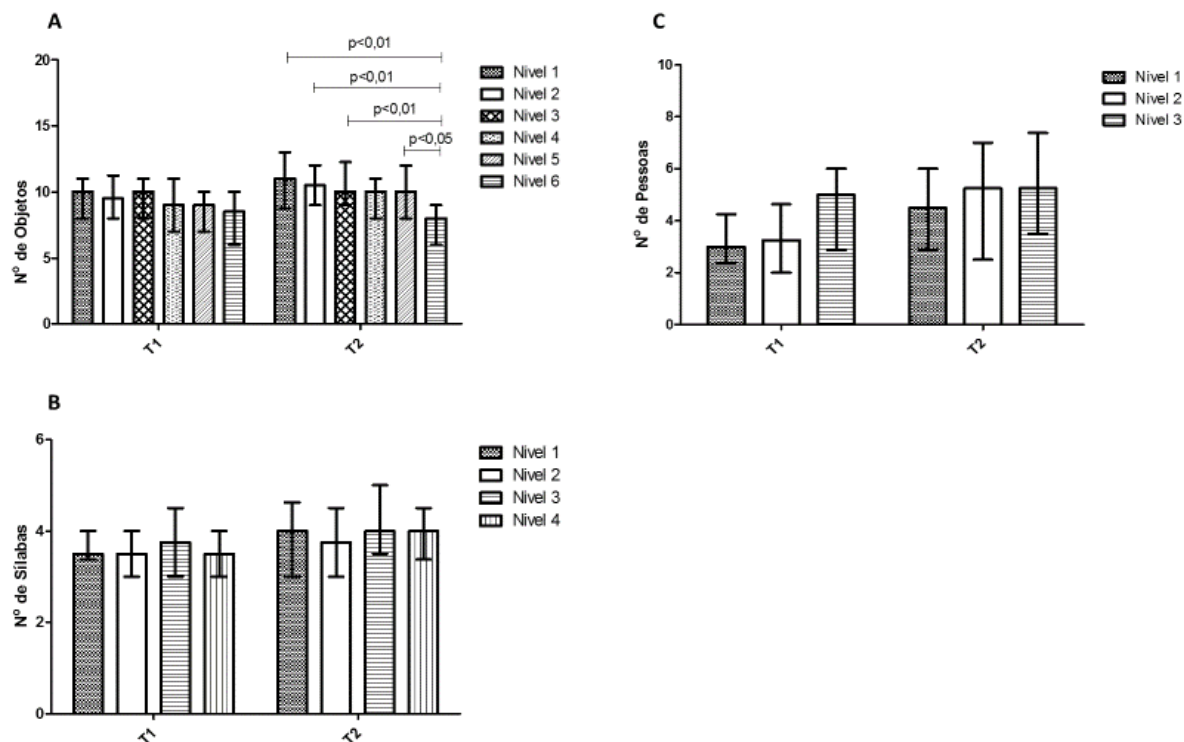 A
Nº de Objetos
20
15
10
5
0
T1
T2
p<0,01
p<0,01
p<0,01
p<0,05
Nivel 1
Nivel 2
Nivel 3
Nivel 4
Nivel 5
Nivel 6
C
Nº de Pessoas
10
8
6
4
2
0
T1
T2
Nivel 1
Nivel 2
Nivel 3
B
Nº de Sílabas
6
4
2
0
T1
T2
Nivel 1
Nivel 2
Nivel 3
Nivel 4